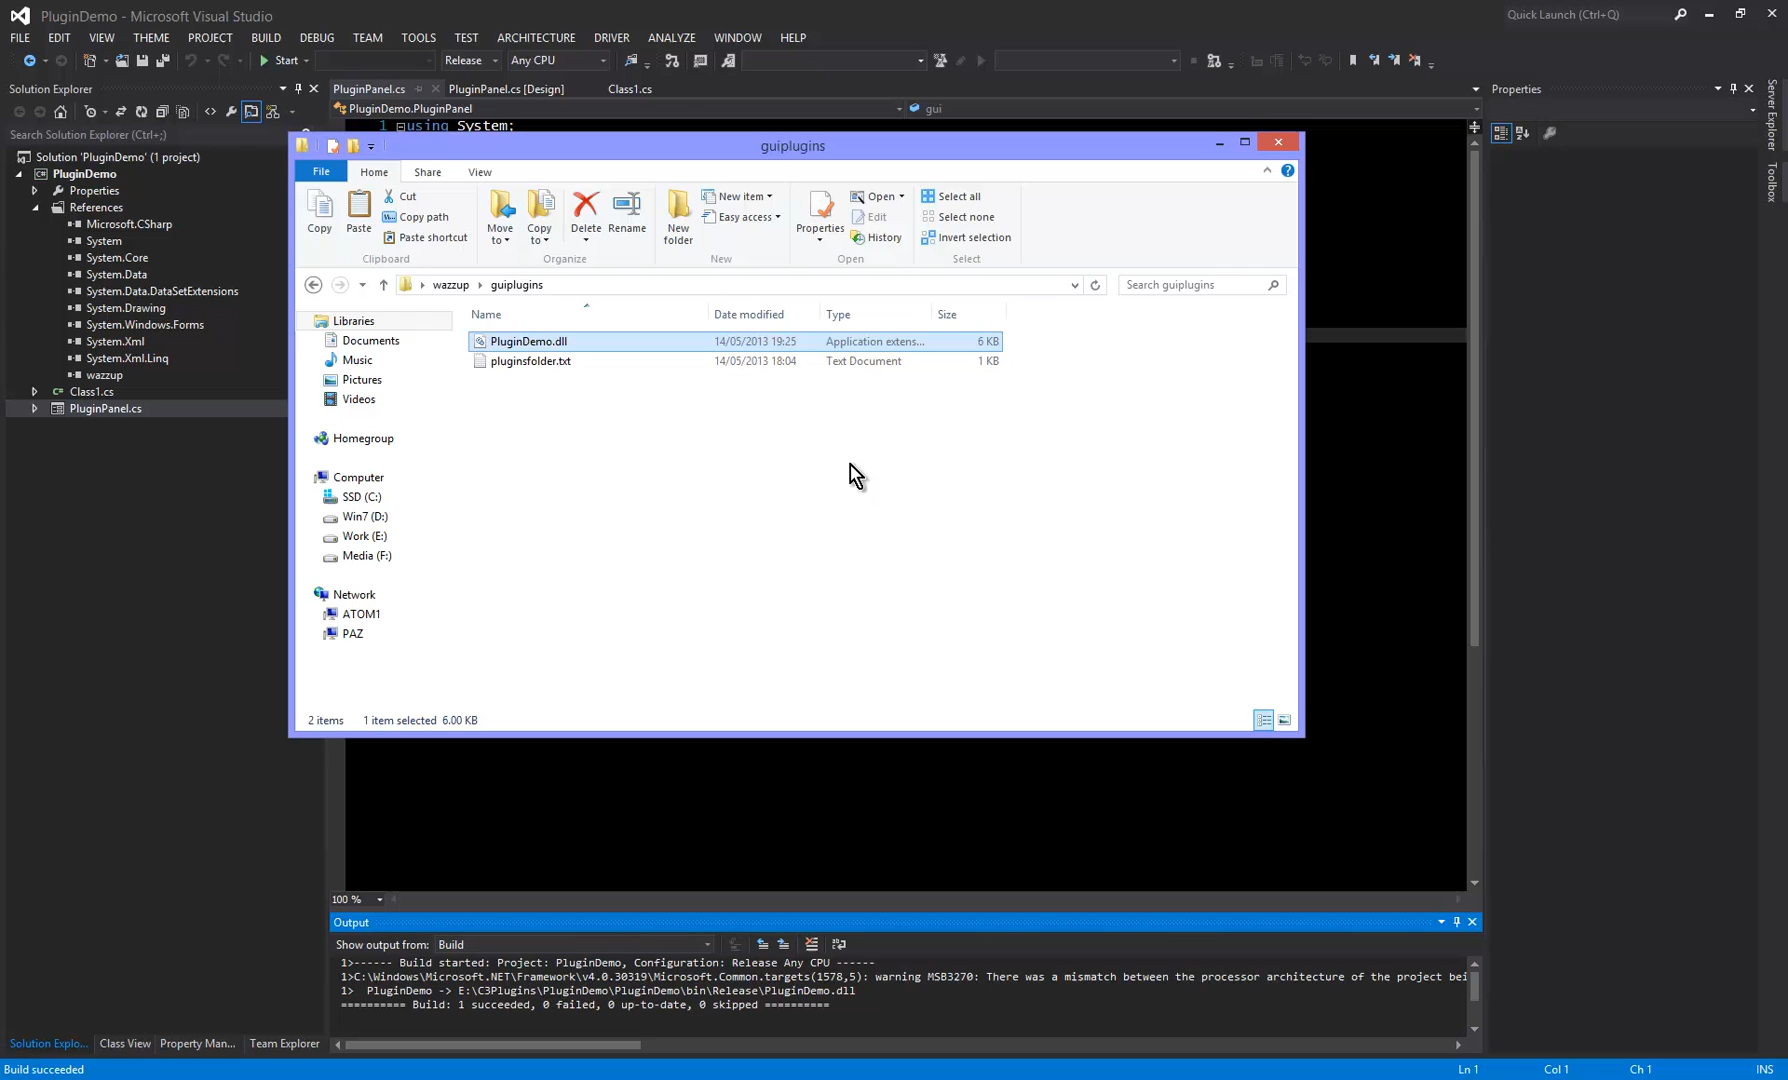 PluginDemo - Microsoft Visual Studio
Quick Launch (Ctrl+Q)
FILE EDIT VIEW THEME PROJECT BUILD DEBUG TEAM TOOLS TEST ARCHITECTURE DRIVER ANALYZE WINDOW HELP
Start Release Any CPU
Solution Explorer
Search Solution Explorer (Ctrl+;)
Solution 'PluginDemo' (1 project)
PluginDemo
Properties
References
Microsoft.CSharp
System
System.Core
System.Data
System.Data.DataSetExtensions
System.Drawing
System.Windows.Forms
System.Xml
System.Xml.Linq
wazzup
Class1.cs
PluginPanel.cs
PluginPanel.cs PluginPanel.cs [Design] Class1.cs
PluginDemo.PluginPanel gui
1 using System;
guiplugins
File Home Share View
Copy
Paste
Cut
Copy path
Paste shortcut
Clipboard
Move to
Copy to
Delete
Rename
Organize
New folder
New item
Easy access
New
Properties
Open
Edit
History
Open
Select all
Select none
Invert selection
Select
wazzup guiplugins
Search guiplugins
Libraries
Documents
Music
Pictures
Videos
Homegroup
Computer
SSD (C:)
Win7 (D:)
Work (E:)
Media (F:)
Network
ATOM1
PAZ
Name Date modified Type Size
PluginDemo.dll 14/05/2013 19:25 Application extens... 6 KB
pluginsfolder.txt 14/05/2013 18:04 Text Document 1 KB
2 items 1 item selected 6.00 KB
Properties
Server Explorer
Toolbox
100 %
Output
Show output from: Build
1>------ Build started: Project: PluginDemo, Configuration: Release Any CPU ------
1>C:\Windows\Microsoft.NET\Framework\v4.0.30319\Microsoft.Common.targets(1578,5): warning MSB3270: There was a mismatch between the processor architecture of the project bei
1> PluginDemo -> E:\C3Plugins\PluginDemo\PluginDemo\bin\Release\PluginDemo.dll
========== Build: 1 succeeded, 0 failed, 0 up-to-date, 0 skipped ==========
Solution Explo... Class View Property Man... Team Explorer
Build succeeded
Ln 1 Col 1 Ch 1 INS